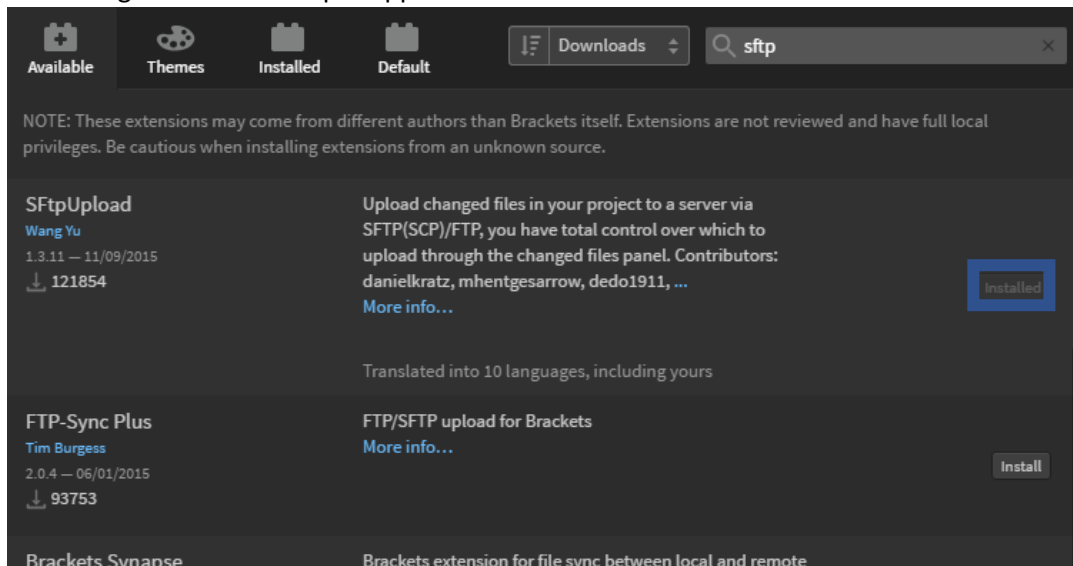 Available Themes Installed Default Downloads sftp
NOTE: These extensions may come from different authors than Brackets itself. Extensions are not reviewed and have full local
privileges. Be cautious when installing extensions from an unknown source.
SFtpUpload
Wang Yu
1.3.11 — 11/09/2015
121854
Upload changed files in your project to a server via
SFTP(SCP)/FTP, you have total control over which to
upload through the changed files panel. Contributors:
danielkratz, mhentgesarrow, dedo1911, ...
More info...
Translated into 10 languages, including yours
Installed
FTP-Sync Plus
Tim Burgess
2.0.4 — 06/01/2015
93753
FTP/SFTP upload for Brackets
More info...
Install
Brackets Synapse
Brackets extension for file sync between local and remote